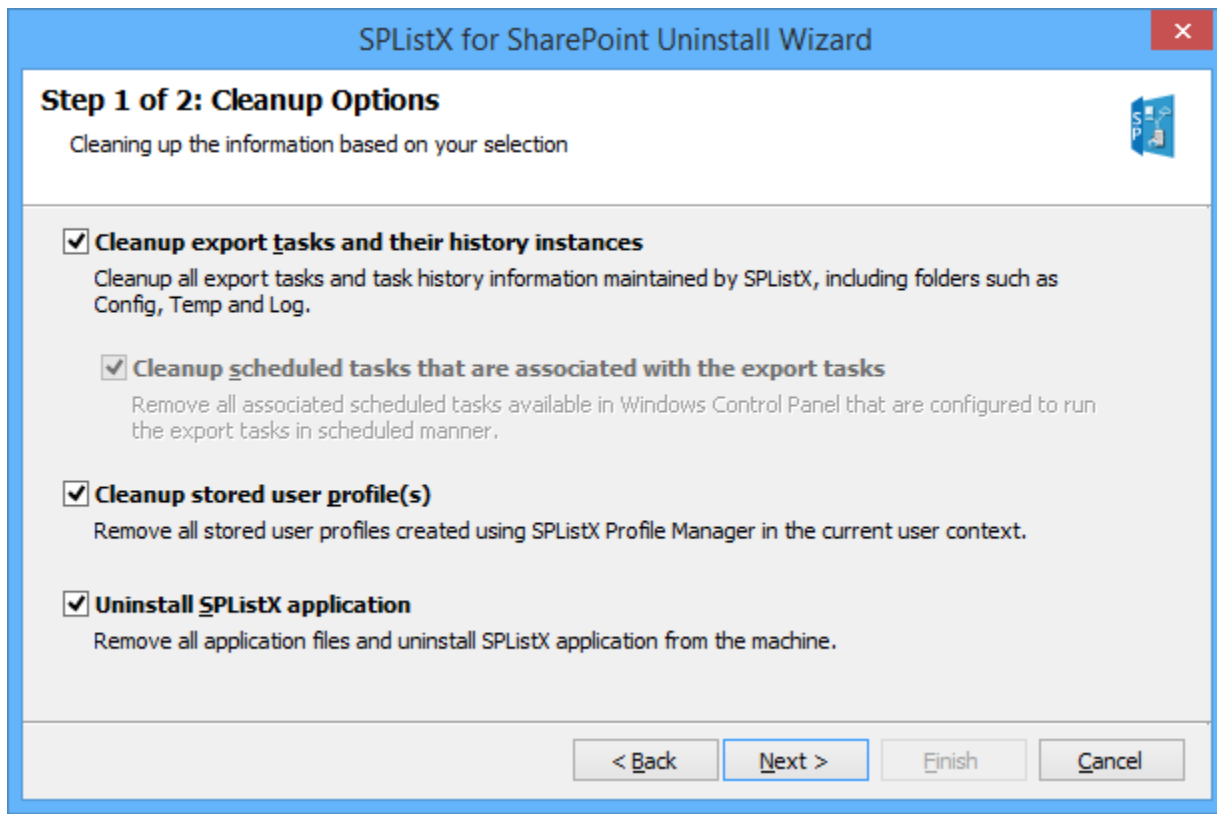 SPListX for SharePoint Uninstall Wizard
Step 1 of 2: Cleanup Options
Cleaning up the information based on your selection
S
P
Cleanup export tasks and their history instances
Cleanup all export tasks and task history information maintained by SPListX, including folders such as
Config, Temp and Log.
Cleanup scheduled tasks that are associated with the export tasks
Remove all associated scheduled tasks available in Windows Control Panel that are configured to run
the export tasks in scheduled manner.
Cleanup stored user profile(s)
Remove all stored user profiles created using SPListX Profile Manager in the current user context.
Uninstall SPListX application
Remove all application files and uninstall SPListX application from the machine.
< Back Next > Finish Cancel